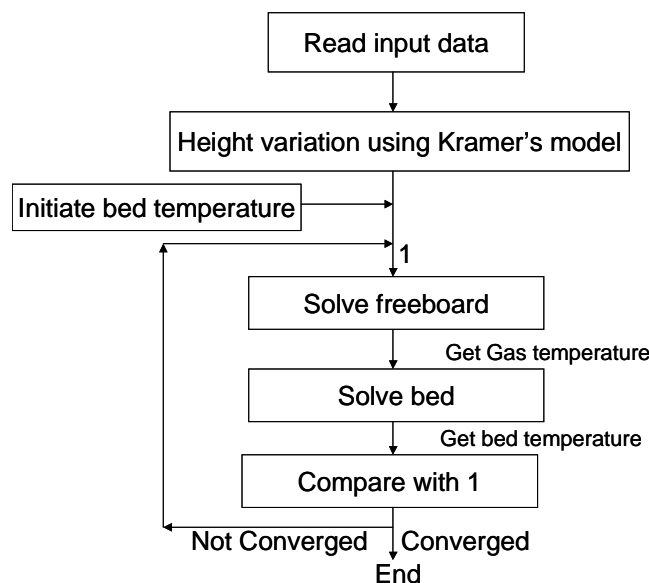 Read input data
Height variation using Kramer's model
Initiate bed temperature
1
Solve freeboard
Get Gas temperature
Solve bed
Get bed temperature
Compare with 1
Not Converged
Converged
End